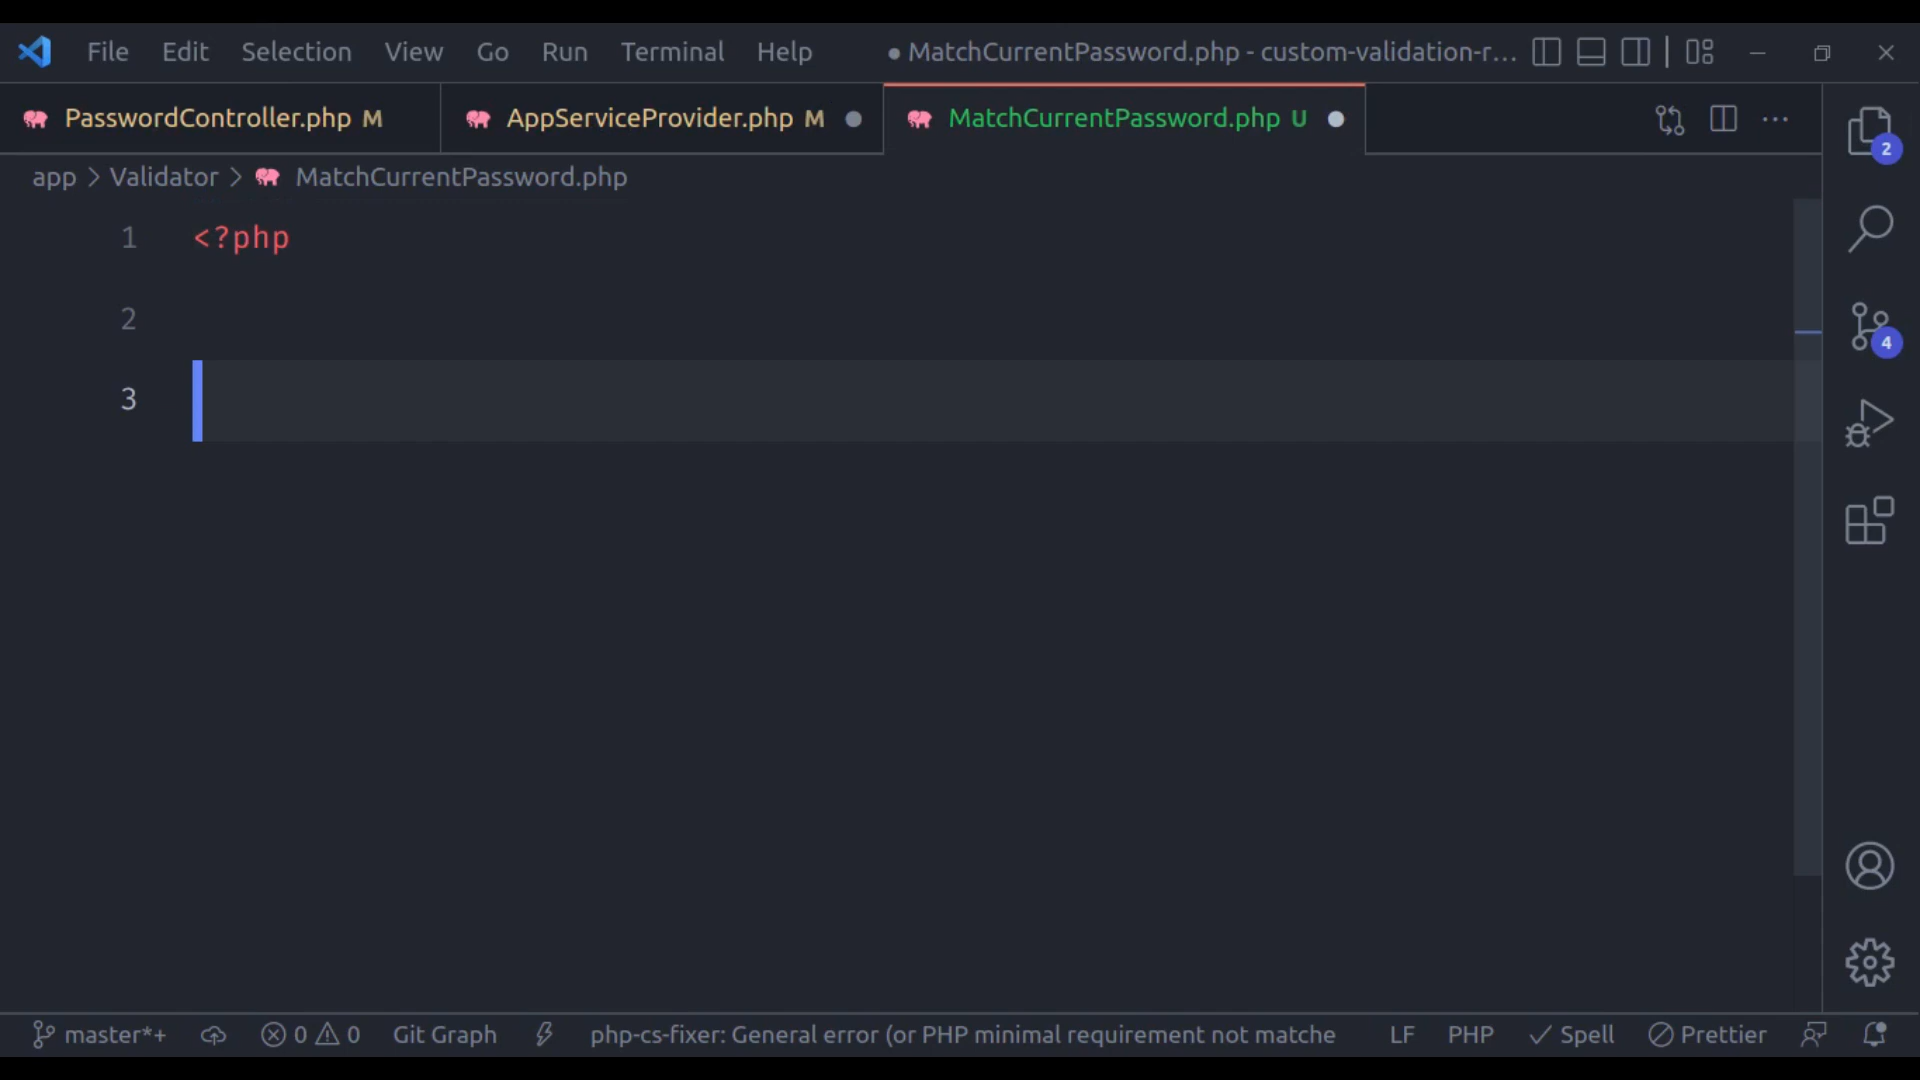 File Edit Selection View Go Run Terminal Help ● MatchCurrentPassword.php - custom-validation-r...
PasswordController.php M AppServiceProvider.php M MatchCurrentPassword.php U
app > Validator > MatchCurrentPassword.php
1 <?php
2
3
2
4
master*+ 0 0 Git Graph php-cs-fixer: General error (or PHP minimal requirement not matche LF PHP Spell Prettier